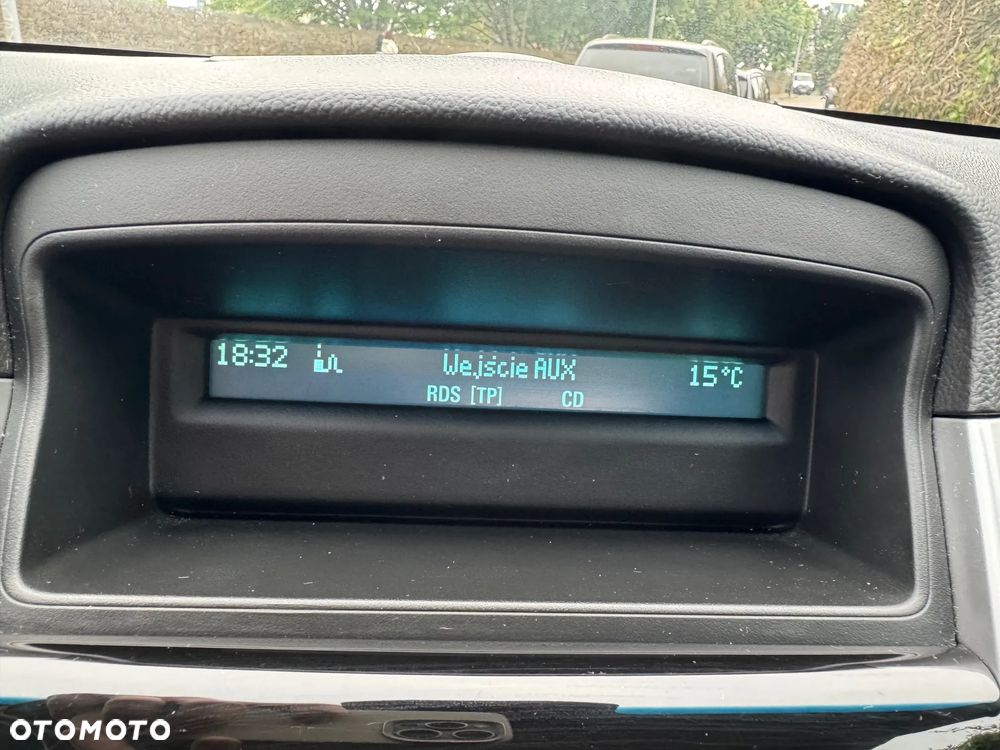 18:32 Wejście AUX 15°C
RDS [TP] CD
OTOMOTO